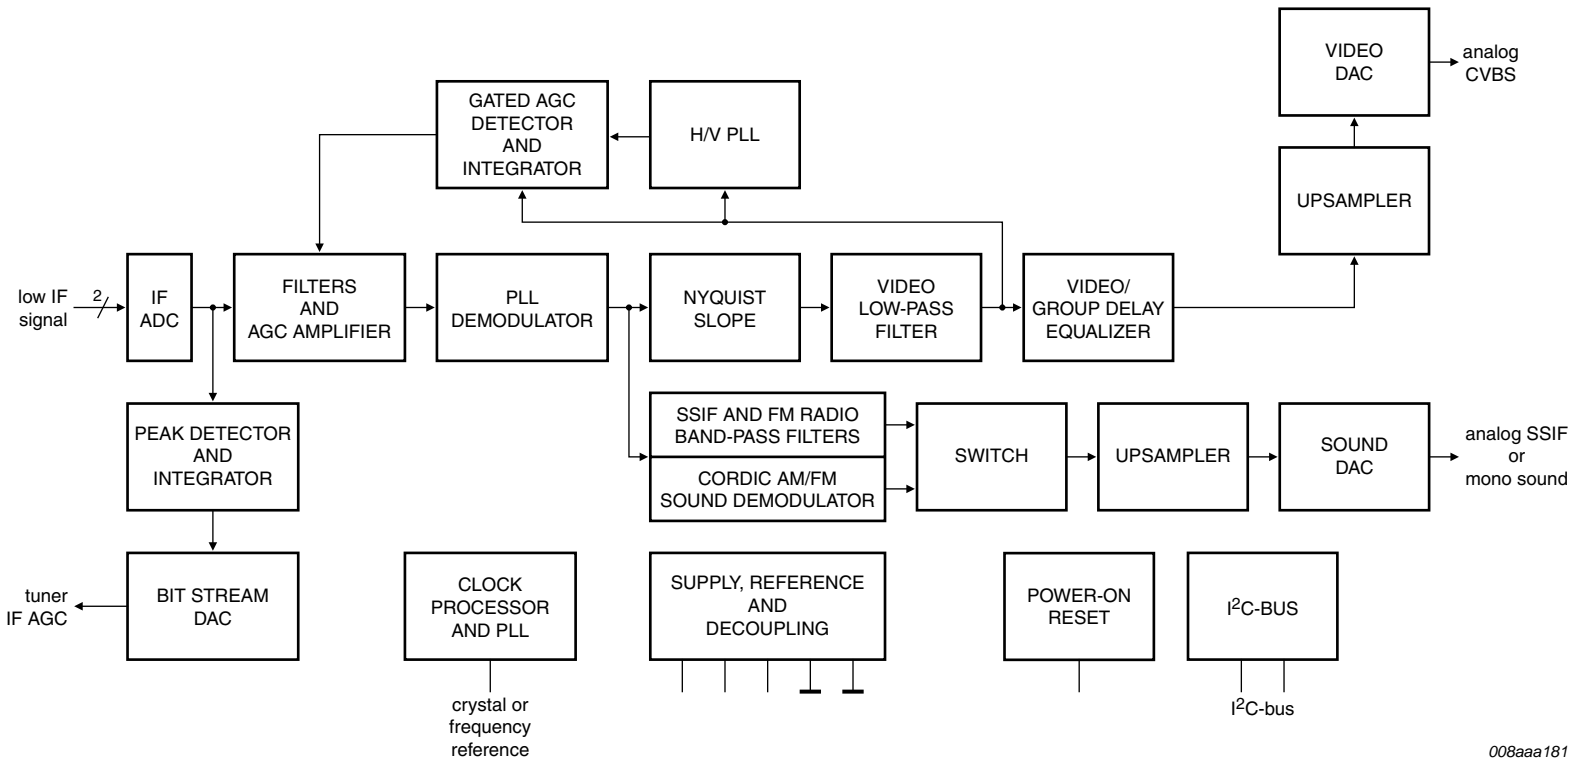 VIDEO
DAC
analog
CVBS
GATED AGC
DETECTOR
AND
INTEGRATOR
H/V PLL
UPSAMPLER
low IF
signal
2
IF
ADC
FILTERS
AND
AGC AMPLIFIER
PLL
DEMODULATOR
NYQUIST
SLOPE
VIDEO
LOW-PASS
FILTER
VIDEO/
GROUP DELAY
EQUALIZER
PEAK DETECTOR
AND
INTEGRATOR
SSIF AND FM RADIO
BAND-PASS FILTERS
CORDIC AM/FM
SOUND DEMODULATOR
SWITCH
UPSAMPLER
SOUND
DAC
analog SSIF
or
mono sound
tuner
IF AGC
BIT STREAM
DAC
CLOCK
PROCESSOR
AND PLL
SUPPLY, REFERENCE
AND
DECOUPLING
POWER-ON
RESET
I2C-BUS
crystal or
frequency
reference
I2C-bus
008aaa181